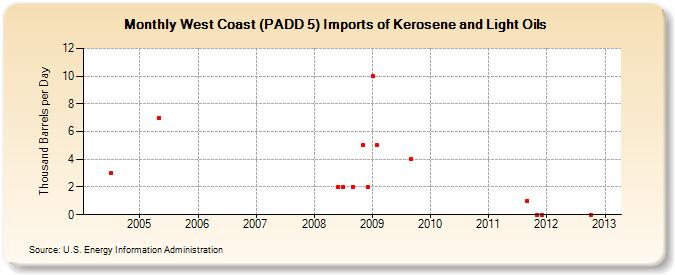 Monthly West Coast (PADD 5) Imports of Kerosene and Light Oils
Thousand Barrels per Day
12
10
8
6
4
2
0
2005 2006 2007 2008 2009 2010 2011 2012 2013
Source: U.S. Energy Information Administration